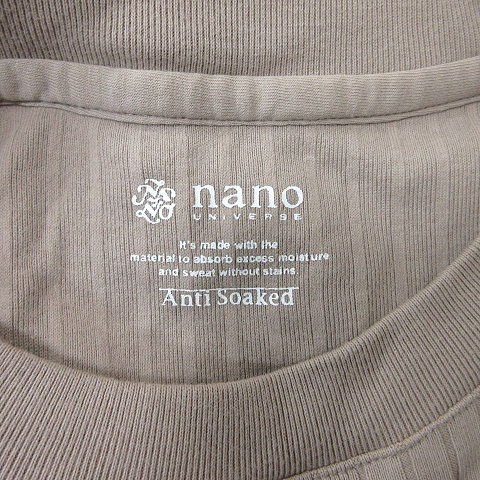 nano
UNIVERSE
It's made with the
material to absorb excess moisture
and sweat without stains.
Anti Soaked